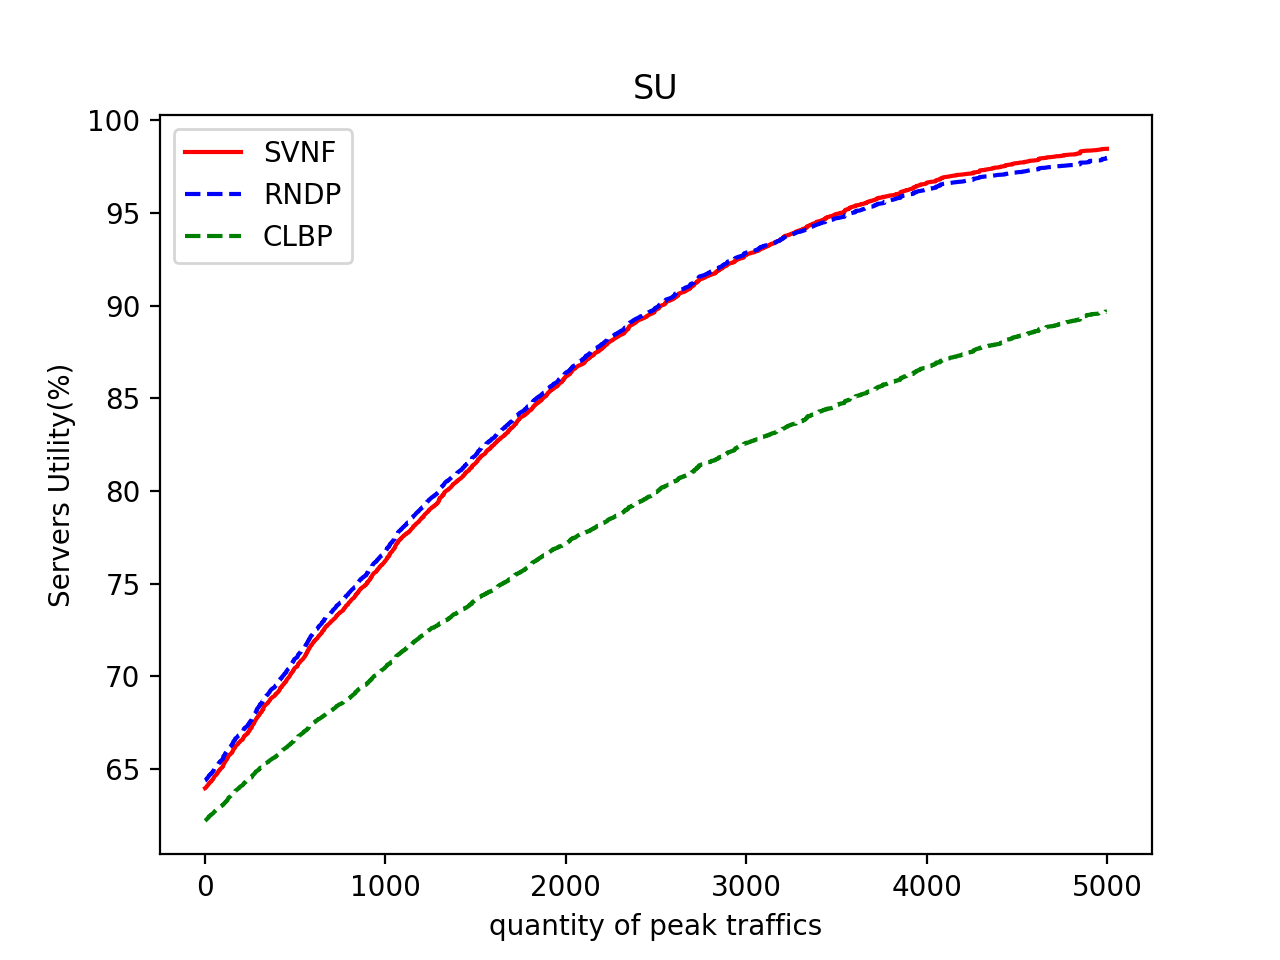 SU
100
95
90
85
80
75
70
65
Servers Utility(%)
SVNF
RNDP
CLBP
0 1000 2000 3000 4000 5000
quantity of peak traffics